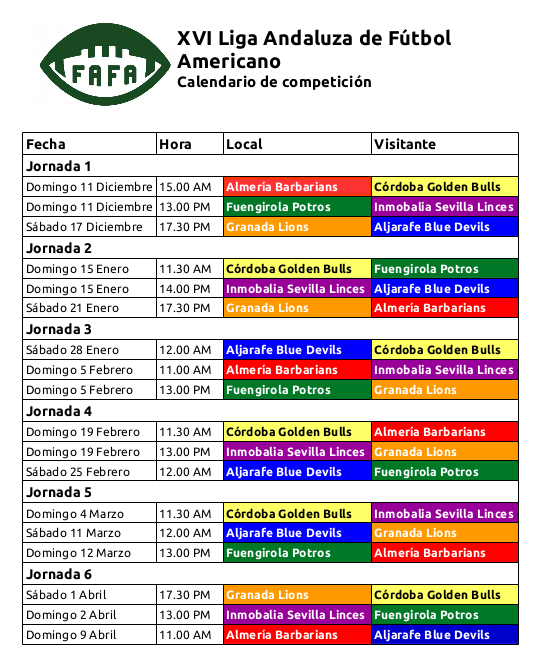 FAFA
XVI Liga Andaluza de Fútbol
Americano
Calendario de competición
Fecha Hora Local Visitante
Jornada 1
Domingo 11 Diciembre 15.00 AM Almería Barbarians Córdoba Golden Bulls
Domingo 11 Diciembre 13.00 PM Fuengirola Potros Inmobalia Sevilla Linces
Sábado 17 Diciembre 17.30 PM Granada Lions Aljarafe Blue Devils
Jornada 2
Domingo 15 Enero 11.30 AM Córdoba Golden Bulls Fuengirola Potros
Domingo 15 Enero 14.00 PM Inmobalia Sevilla Linces Aljarafe Blue Devils
Sábado 21 Enero 17.30 PM Granada Lions Almería Barbarians
Jornada 3
Sábado 28 Enero 12.00 AM Aljarafe Blue Devils Córdoba Golden Bulls
Domingo 5 Febrero 11.00 AM Almería Barbarians Inmobalia Sevilla Linces
Domingo 5 Febrero 13.00 PM Fuengirola Potros Granada Lions
Jornada 4
Domingo 19 Febrero 11.30 AM Córdoba Golden Bulls Almería Barbarians
Domingo 19 Febrero 13.00 PM Inmobalia Sevilla Linces Granada Lions
Sábado 25 Febrero 12.00 AM Aljarafe Blue Devils Fuengirola Potros
Jornada 5
Domingo 4 Marzo 11.30 AM Córdoba Golden Bulls Inmobalia Sevilla Linces
Sábado 11 Marzo 12.00 AM Aljarafe Blue Devils Granada Lions
Domingo 12 Marzo 13.00 PM Fuengirola Potros Almería Barbarians
Jornada 6
Sábado 1 Abril 17.30 PM Granada Lions Córdoba Golden Bulls
Domingo 2 Abril 13.00 PM Inmobalia Sevilla Linces Fuengirola Potros
Domingo 9 Abril 11.00 AM Almería Barbarians Aljarafe Blue Devils